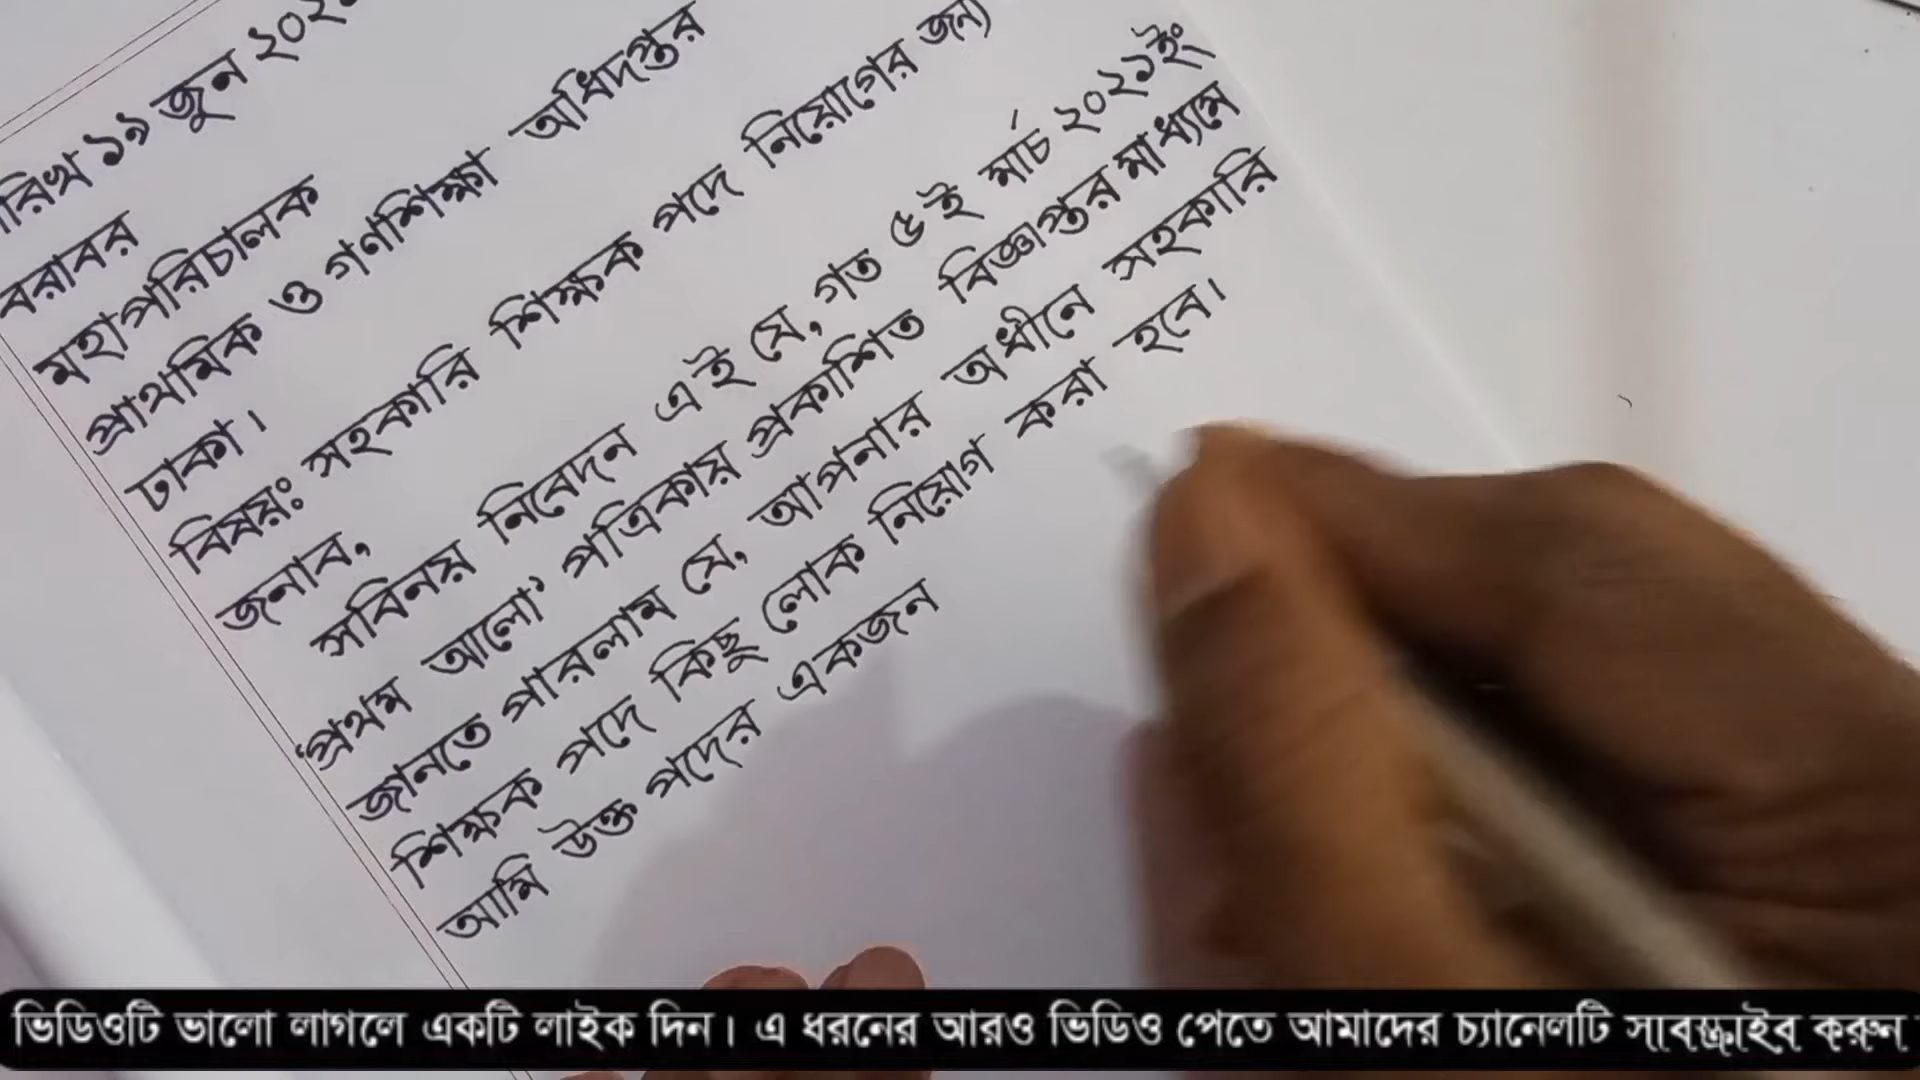 রিখ ১৯ জুন ২০২
বরাবর
মহাপরিচালক
প্রাথমিক ও গণশিক্ষা অধিদপ্তর
ঢাকা।
বিষয়ঃ সহকারি শিক্ষক পদে নিয়োগের জন্য
জনাব,
সবিনয় নিবেদন এই যে, গত ৫ই মার্চ ২০২১ইং
'প্রথম আলো' পত্রিকায় প্রকাশিত বিজ্ঞপ্তর মাধ্যমে
জানতে পারলাম যে, আপনার অধীনে সহকারি
শিক্ষক পদে কিছু লোক নিয়োগ করা হবে।
আমি উক্ত পদের একজন
ভিডিওটি ভালো লাগলে একটি লাইক দিন। এ ধরনের আরও ভিডিও পেতে আমাদের চ্যানেলটি সাবস্ক্রাইব করুন